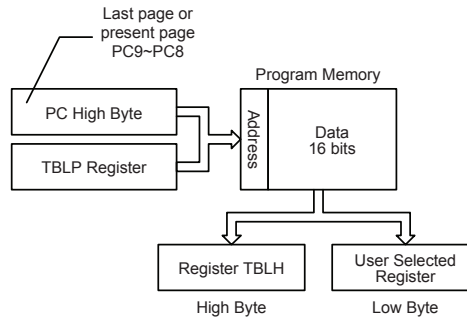 Last page or
present page
PC9~PC8
Program Memory
PC High Byte
TBLP Register
Address
Data
16 bits
Register TBLH
User Selected
Register
High Byte
Low Byte